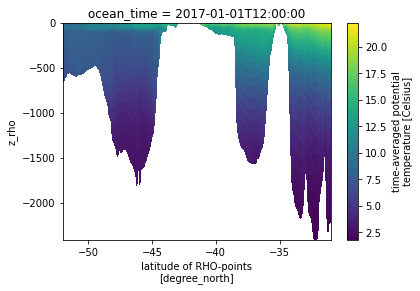 ocean_time = 2017-01-01T12:00:00
0
−500
−1000
−1500
−2000
z_rho
−50
−45
−40
−35
latitude of RHO-points
[degree_north]
20.0
17.5
15.0
12.5
10.0
7.5
5.0
2.5
time-averaged potential
temperature [Celsius]